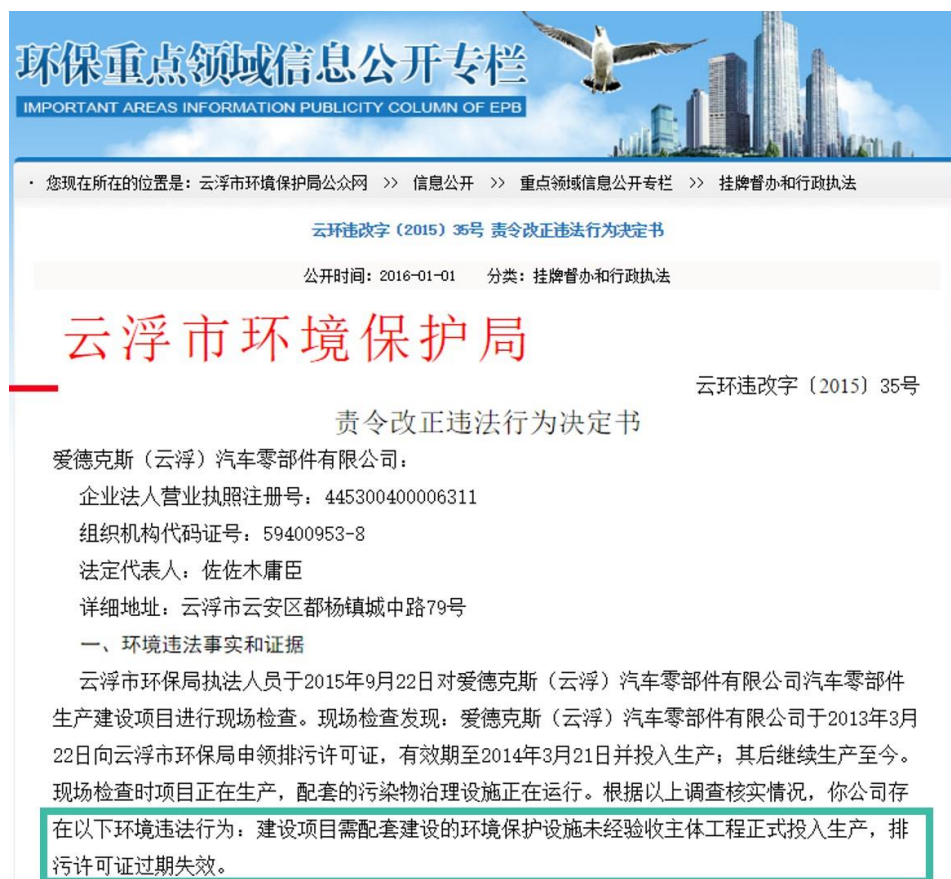 环保重点领域信息公开专栏
IMPORTANT AREAS INFORMATION PUBLICITY COLUMN OF EPB
· 您现在所在的位置是：云浮市环境保护局公众网 >> 信息公开 >> 重点领域信息公开专栏 >> 挂牌督办和行政执法
云环违改字（2015）35号 责令改正违法行为决定书
公开时间：2016-01-01 分类：挂牌督办和行政执法
云浮市环境保护局
云环违改字〔2015〕35号
责令改正违法行为决定书
爱德克斯（云浮）汽车零部件有限公司：
企业法人营业执照注册号：445300400006311
组织机构代码证号：59400953-8
法定代表人：佐佐木庸臣
详细地址：云浮市云安区都杨镇城中路79号
一、环境违法事实和证据
云浮市环保局执法人员于2015年9月22日对爱德克斯（云浮）汽车零部件有限公司汽车零部件
生产建设项目进行现场检查。现场检查发现：爱德克斯（云浮）汽车零部件有限公司于2013年3月
22日向云浮市环保局申领排污许可证，有效期至2014年3月21日并投入生产；其后继续生产至今。
现场检查时项目正在生产，配套的污染物治理设施正在运行。根据以上调查核实情况，你公司存
在以下环境违法行为：建设项目需配套建设的环境保护设施未经验收主体工程正式投入生产，排
污许可证过期失效。